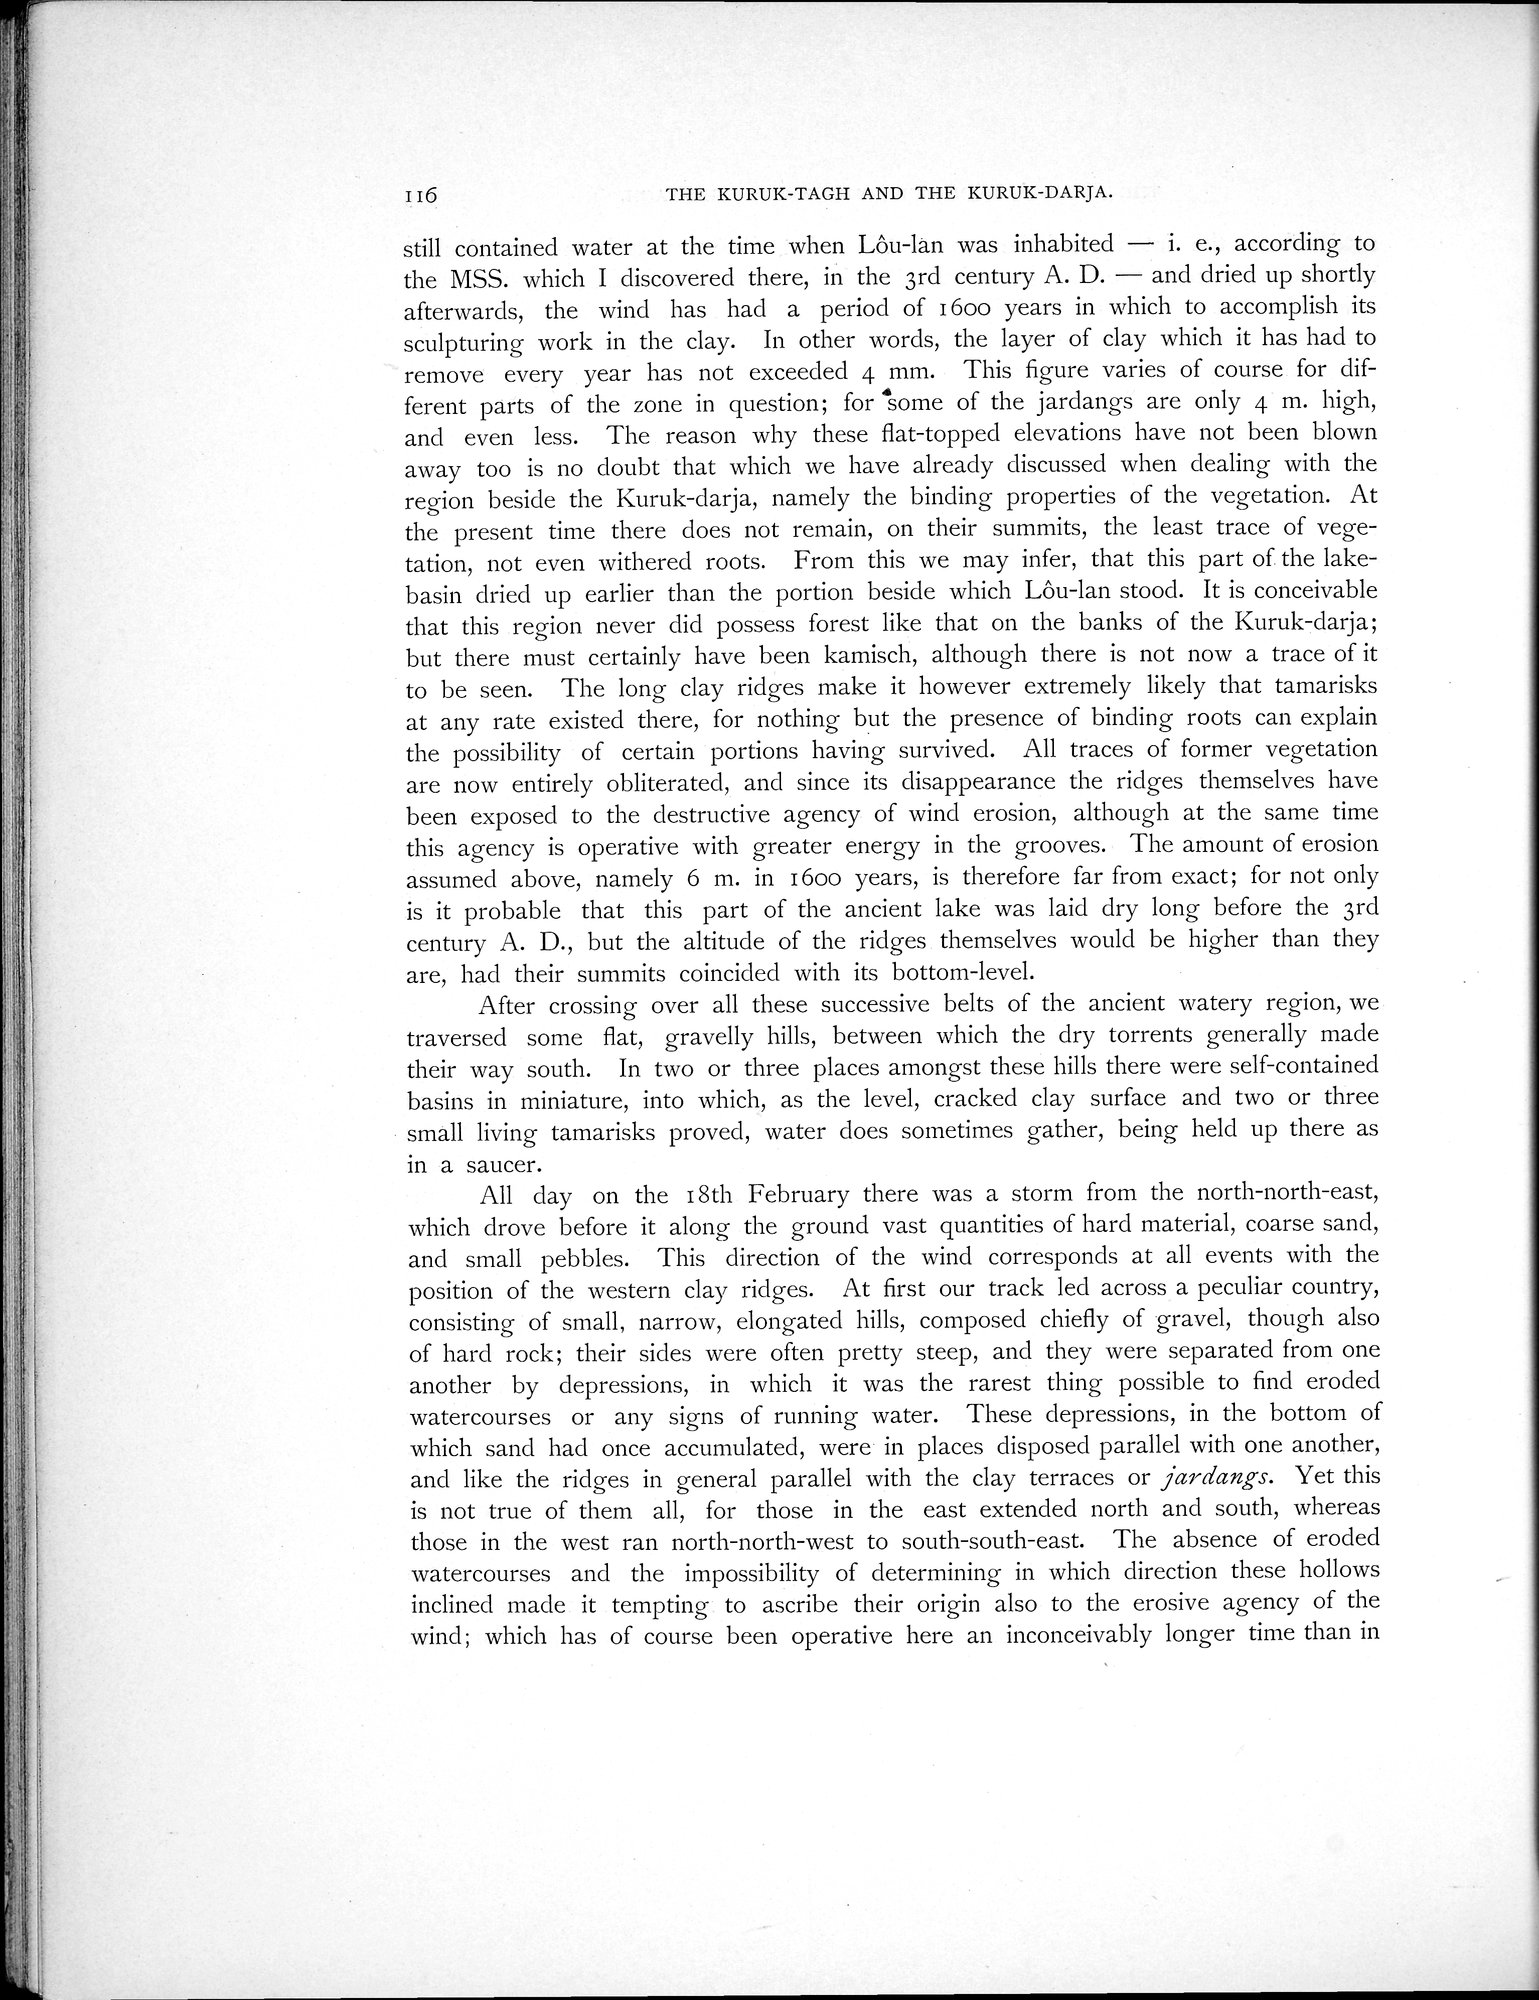 116
THE KURUK-TAGH AND THE KURUK-DARJA.
still contained water at the time when Lôu-lan was inhabited — i. e., according to
the MSS. which I discovered there, in the 3rd century A. D. — and dried up shortly
afterwards, the wind has had a period of 1600 years in which to accomplish its
sculpturing work in the clay. In other words, the layer of clay which it has had to
remove every year has not exceeded 4 mm. This figure varies of course for dif-
ferent parts of the zone in question; for some of the jardangs are only 4 m. high,
and even less. The reason why these flat-topped elevations have not been blown
away too is no doubt that which we have already discussed when dealing with the
region beside the Kuruk-darja, namely the binding properties of the vegetation. At
the present time there does not remain, on their summits, the least trace of vege-
tation, not even withered roots. From this we may infer, that this part of the lake-
basin dried up earlier than the portion beside which Lôu-lan stood. It is conceivable
that this region never did possess forest like that on the banks of the Kuruk-darja;
but there must certainly have been kamisch, although there is not now a trace of it
to be seen. The long clay ridges make it however extremely likely that tamarisks
at any rate existed there, for nothing but the presence of binding roots can explain
the possibility of certain portions having survived. All traces of former vegetation
are now entirely obliterated, and since its disappearance the ridges themselves have
been exposed to the destructive agency of wind erosion, although at the same time
this agency is operative with greater energy in the grooves. The amount of erosion
assumed above, namely 6 m. in 1600 years, is therefore far from exact; for not only
is it probable that this part of the ancient lake was laid dry long before the 3rd
century A. D., but the altitude of the ridges themselves would be higher than they
are, had their summits coincided with its bottom-level.
After crossing over all these successive belts of the ancient watery region, we
traversed some flat, gravelly hills, between which the dry torrents generally made
their way south. In two or three places amongst these hills there were self-contained
basins in miniature, into which, as the level, cracked clay surface and two or three
small living tamarisks proved, water does sometimes gather, being held up there as
in a saucer.
All day on the 18th February there was a storm from the north-north-east,
which drove before it along the ground vast quantities of hard material, coarse sand,
and small pebbles. This direction of the wind corresponds at all events with the
position of the western clay ridges. At first our track led across a peculiar country,
consisting of small, narrow, elongated hills, composed chiefly of gravel, though also
of hard rock; their sides were often pretty steep, and they were separated from one
another by depressions, in which it was the rarest thing possible to find eroded
watercourses or any signs of running water. These depressions, in the bottom of
which sand had once accumulated, were in places disposed parallel with one another,
and like the ridges in general parallel with the clay terraces or jardangs. Yet this
is not true of them all, for those in the east extended north and south, whereas
those in the west ran north-north-west to south-south-east. The absence of eroded
watercourses and the impossibility of determining in which direction these hollows
inclined made it tempting to ascribe their origin also to the erosive agency of the
wind; which has of course been operative here an inconceivably longer time than in